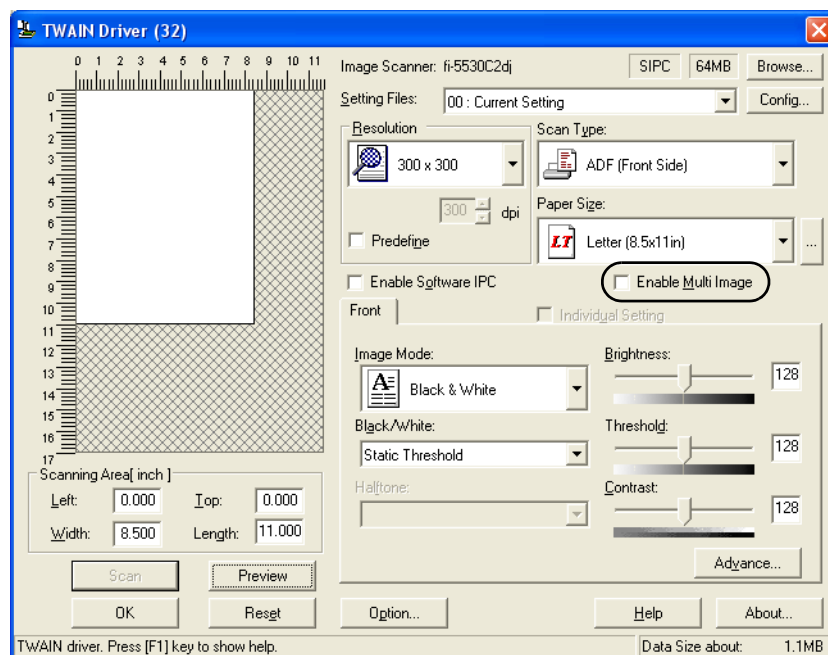 TWAIN Driver (32)
0 1 2 3 4 5 6 7 8 9 10 11
0
1
2
3
4
5
6
7
8
9
10
11
12
13
14
15
16
17
Image Scanner: fi-5530C2dj SIPC 64MB Browse...
Setting Files: 00 : Current Setting Config...
Resolution
300 x 300
300 dpi
Predefine
Scan Type:
ADF (Front Side)
Paper Size:
LT Letter (8.5x11in) ...
Enable Software IPC Enable Multi Image
Front Individual Setting
Image Mode:
A Black & White
Black/White:
Static Threshold
Halftone:
Brightness:
128
Threshold:
128
Contrast:
128
Advance...
Scanning Area[ inch ]
Left: 0.000 Top: 0.000
Width: 8.500 Length: 11.000
Scan Preview
OK Reset Option... Help About...
TWAIN driver. Press [F1] key to show help. Data Size about: 1.1MB